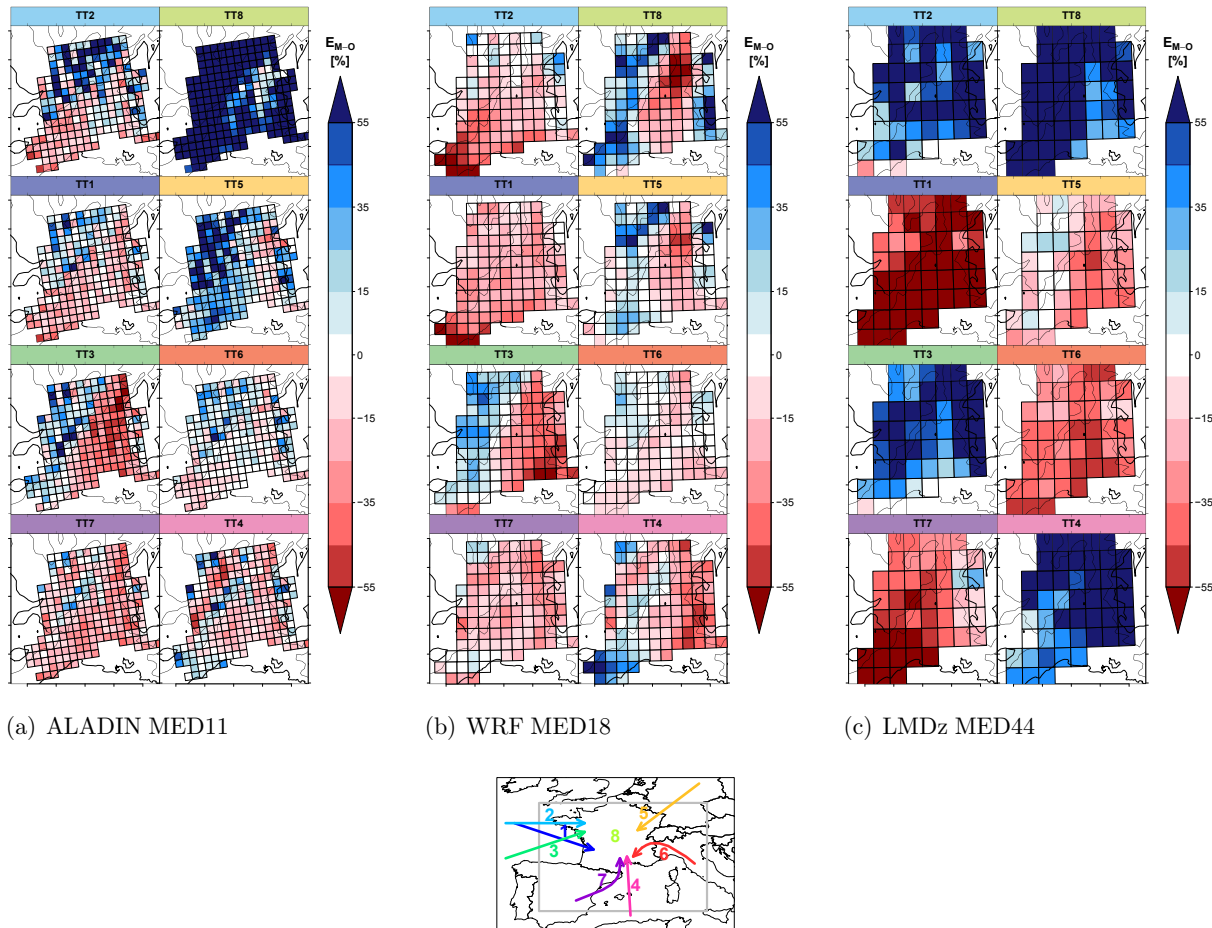 TT2 TT8
TT1 TT5
TT3 TT6
TT7 TT4
E_M−O
[%]
55
35
15
0
−15
−35
−55
(a) ALADIN MED11
TT2 TT8
TT1 TT5
TT3 TT6
TT7 TT4
E_M−O
[%]
55
35
15
0
−15
−35
−55
(b) WRF MED18
TT2 TT8
TT1 TT5
TT3 TT6
TT7 TT4
E_M−O
[%]
55
35
15
0
−15
−35
−55
(c) LMDz MED44
2 5
1 8
3 6
7 4